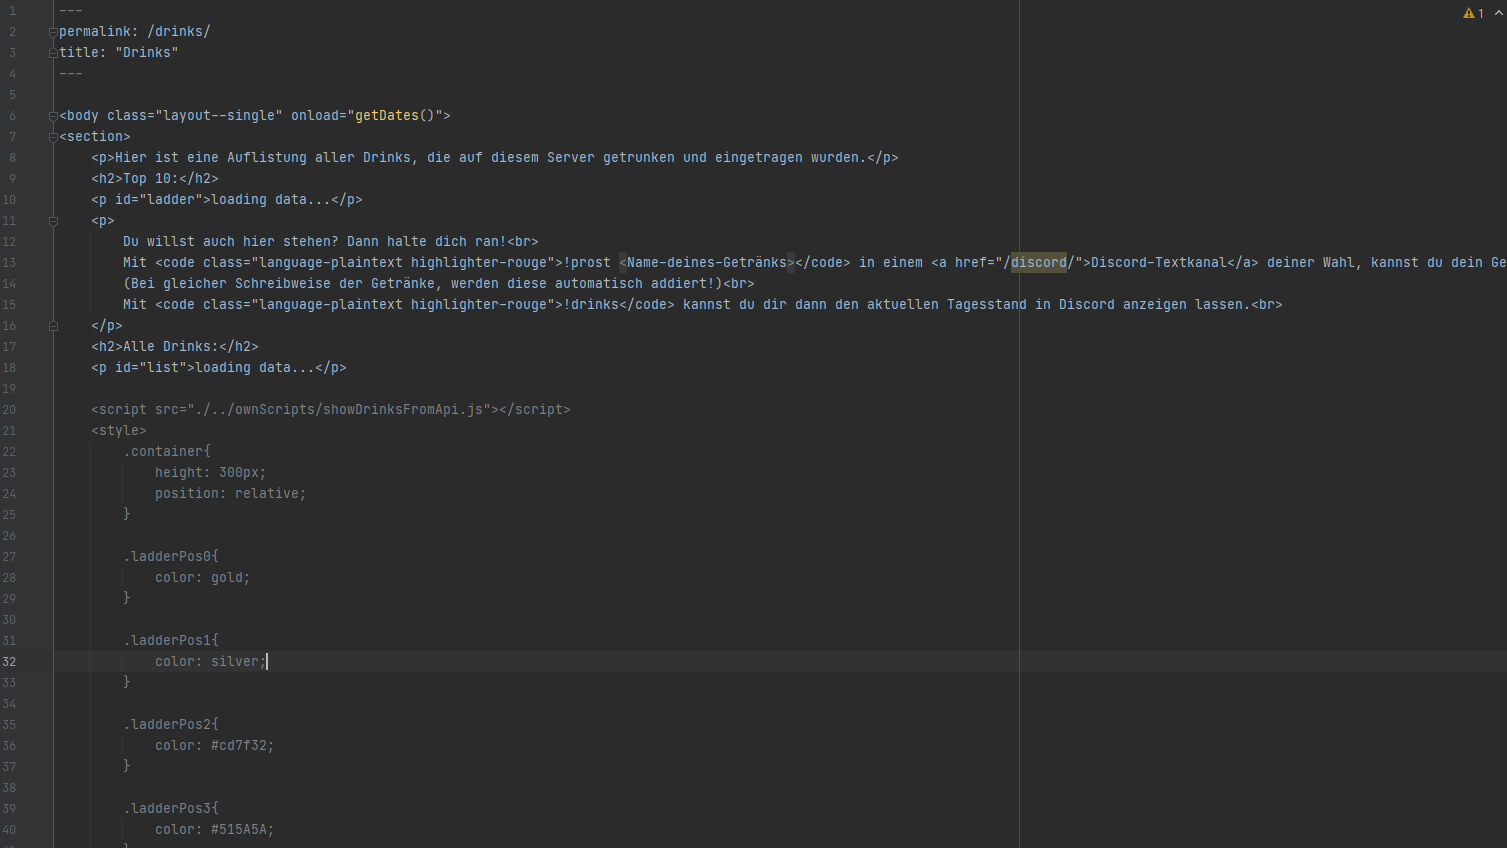 1 ---
2 permalink: /drinks/
3 title: "Drinks"
4 ---
5
6 <body class="layout--single" onload="getDates()">
7 <section>
8 <p>Hier ist eine Auflistung aller Drinks, die auf diesem Server getrunken und eingetragen wurden.</p>
9 <h2>Top 10:</h2>
10 <p id="ladder">loading data...</p>
11 <p>
12 Du willst auch hier stehen? Dann halte dich ran!<br>
13 Mit <code class="language-plaintext highlighter-rouge">!prost <Name-deines-Getränks></code> in einem <a href="/discord/">Discord-Textkanal</a> deiner Wahl, kannst du dein Ge
14 (Bei gleicher Schreibweise der Getränke, werden diese automatisch addiert!)<br>
15 Mit <code class="language-plaintext highlighter-rouge">!drinks</code> kannst du dir dann den aktuellen Tagesstand in Discord anzeigen lassen.<br>
16 </p>
17 <h2>Alle Drinks:</h2>
18 <p id="list">loading data...</p>
19
20 <script src="./../ownScripts/showDrinksFromApi.js"></script>
21 <style>
22 .container{
23 height: 300px;
24 position: relative;
25 }
26
27 .ladderPos0{
28 color: gold;
29 }
30
31 .ladderPos1{
32 color: silver;
33 }
34
35 .ladderPos2{
36 color: #cd7f32;
37 }
38
39 .ladderPos3{
40 color: #515A5A;
1